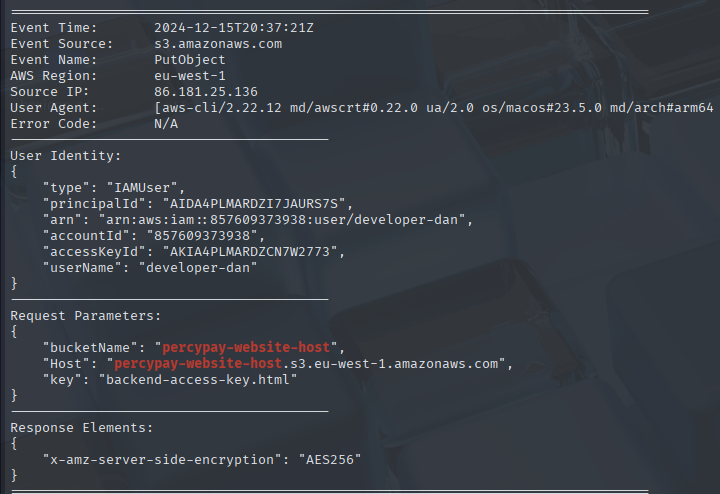 Event Time: 2024-12-15T20:37:21Z
Event Source: s3.amazonaws.com
Event Name: PutObject
AWS Region: eu-west-1
Source IP: 86.181.25.136
User Agent: [aws-cli/2.22.12 md/awscrt#0.22.0 ua/2.0 os/macos#23.5.0 md/arch#arm64
Error Code: N/A
User Identity:
{
"type": "IAMUser",
"principalId": "AIDA4PLMARDZI7JAURS7S",
"arn": "arn:aws:iam::857609373938:user/developer-dan",
"accountId": "857609373938",
"accessKeyId": "AKIA4PLMARDZCN7W2773",
"userName": "developer-dan"
}
Request Parameters:
{
"bucketName": "percypay-website-host",
"Host": "percypay-website-host.s3.eu-west-1.amazonaws.com",
"key": "backend-access-key.html"
}
Response Elements:
{
"x-amz-server-side-encryption": "AES256"
}